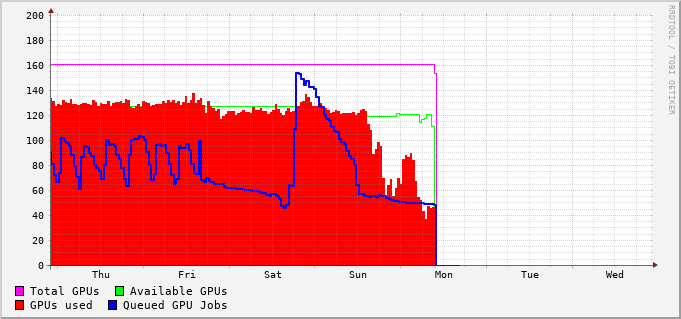 200
180
160
140
120
100
80
60
40
20
0
Thu Fri Sat Sun Mon Tue Wed
Total GPUs Available GPUs
GPUs used Queued GPU Jobs
RRDTOOL / TOBI OETIKER